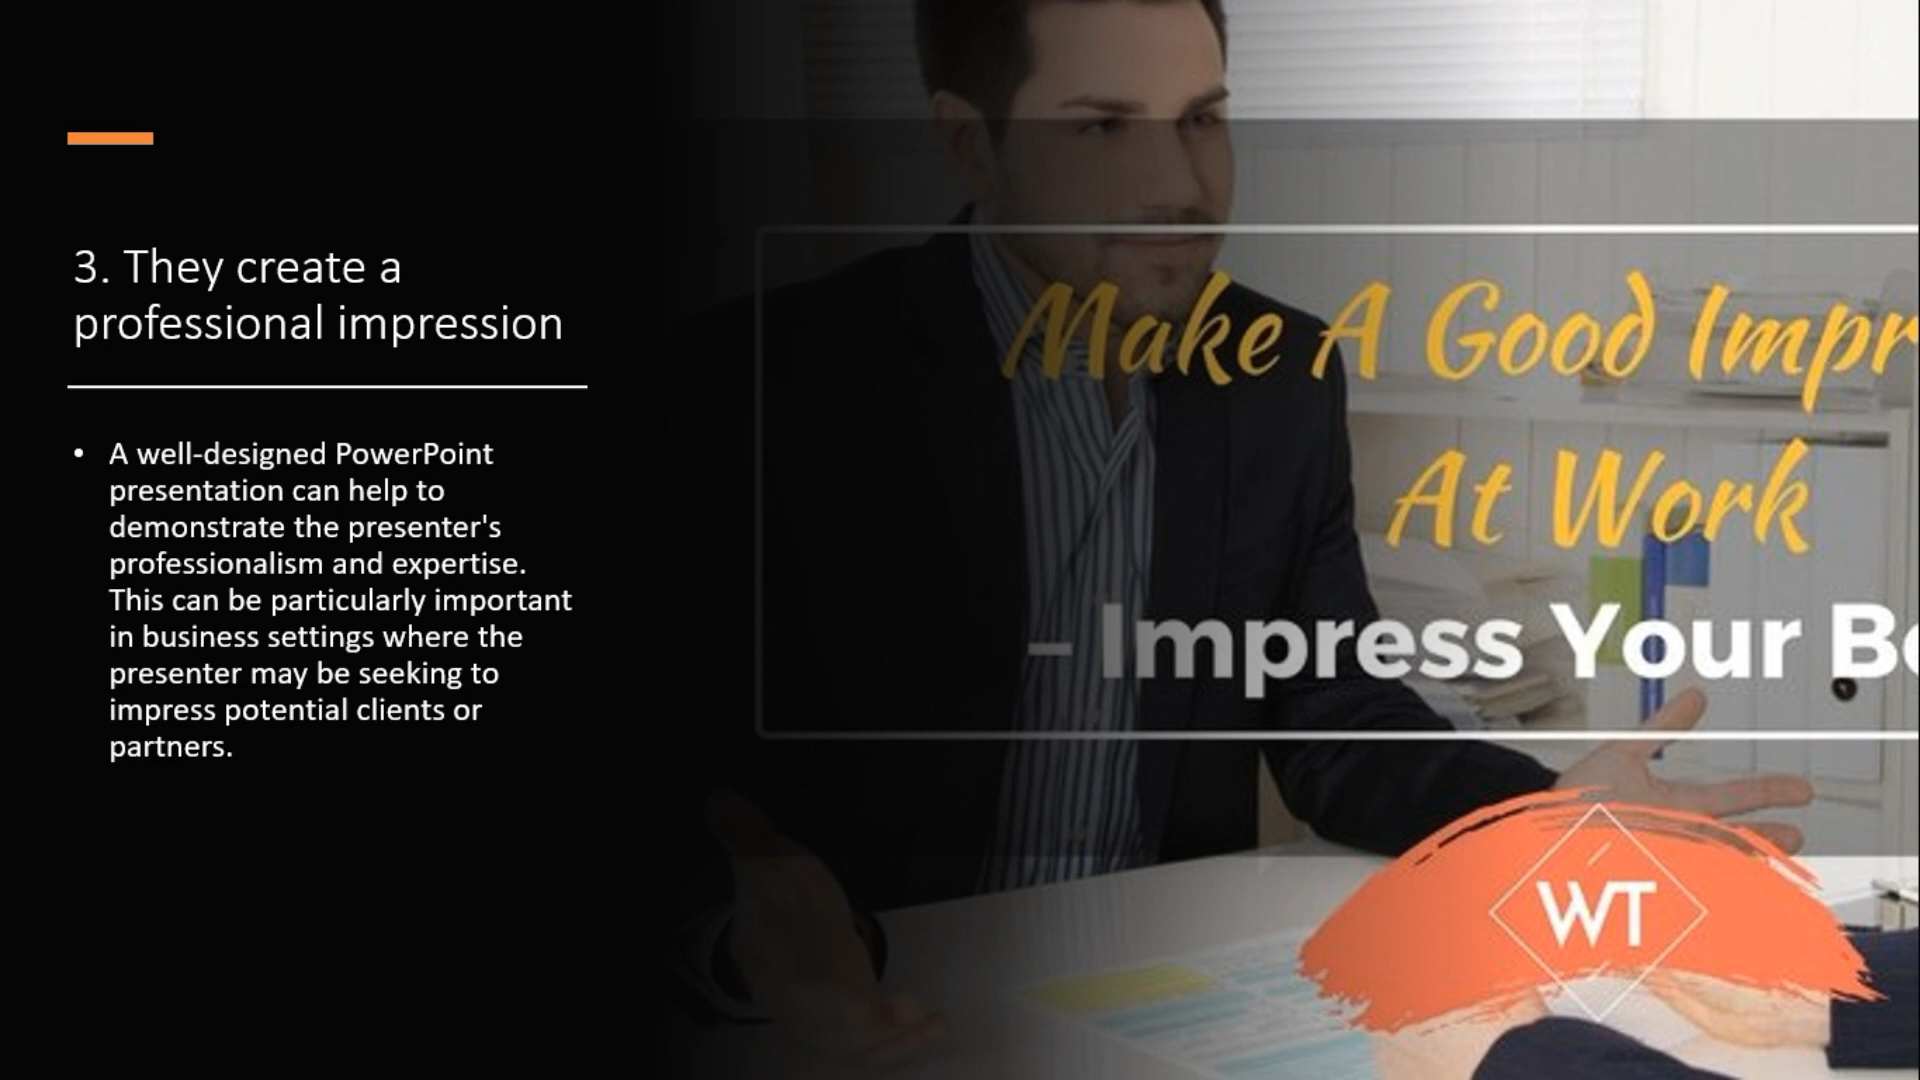 3. They create a
professional impression
• A well-designed PowerPoint
presentation can help to
demonstrate the presenter's
professionalism and expertise.
This can be particularly important
in business settings where the
presenter may be seeking to
impress potential clients or
partners.
Make A Good Impr
At Work
– Impress Your Bo
WT